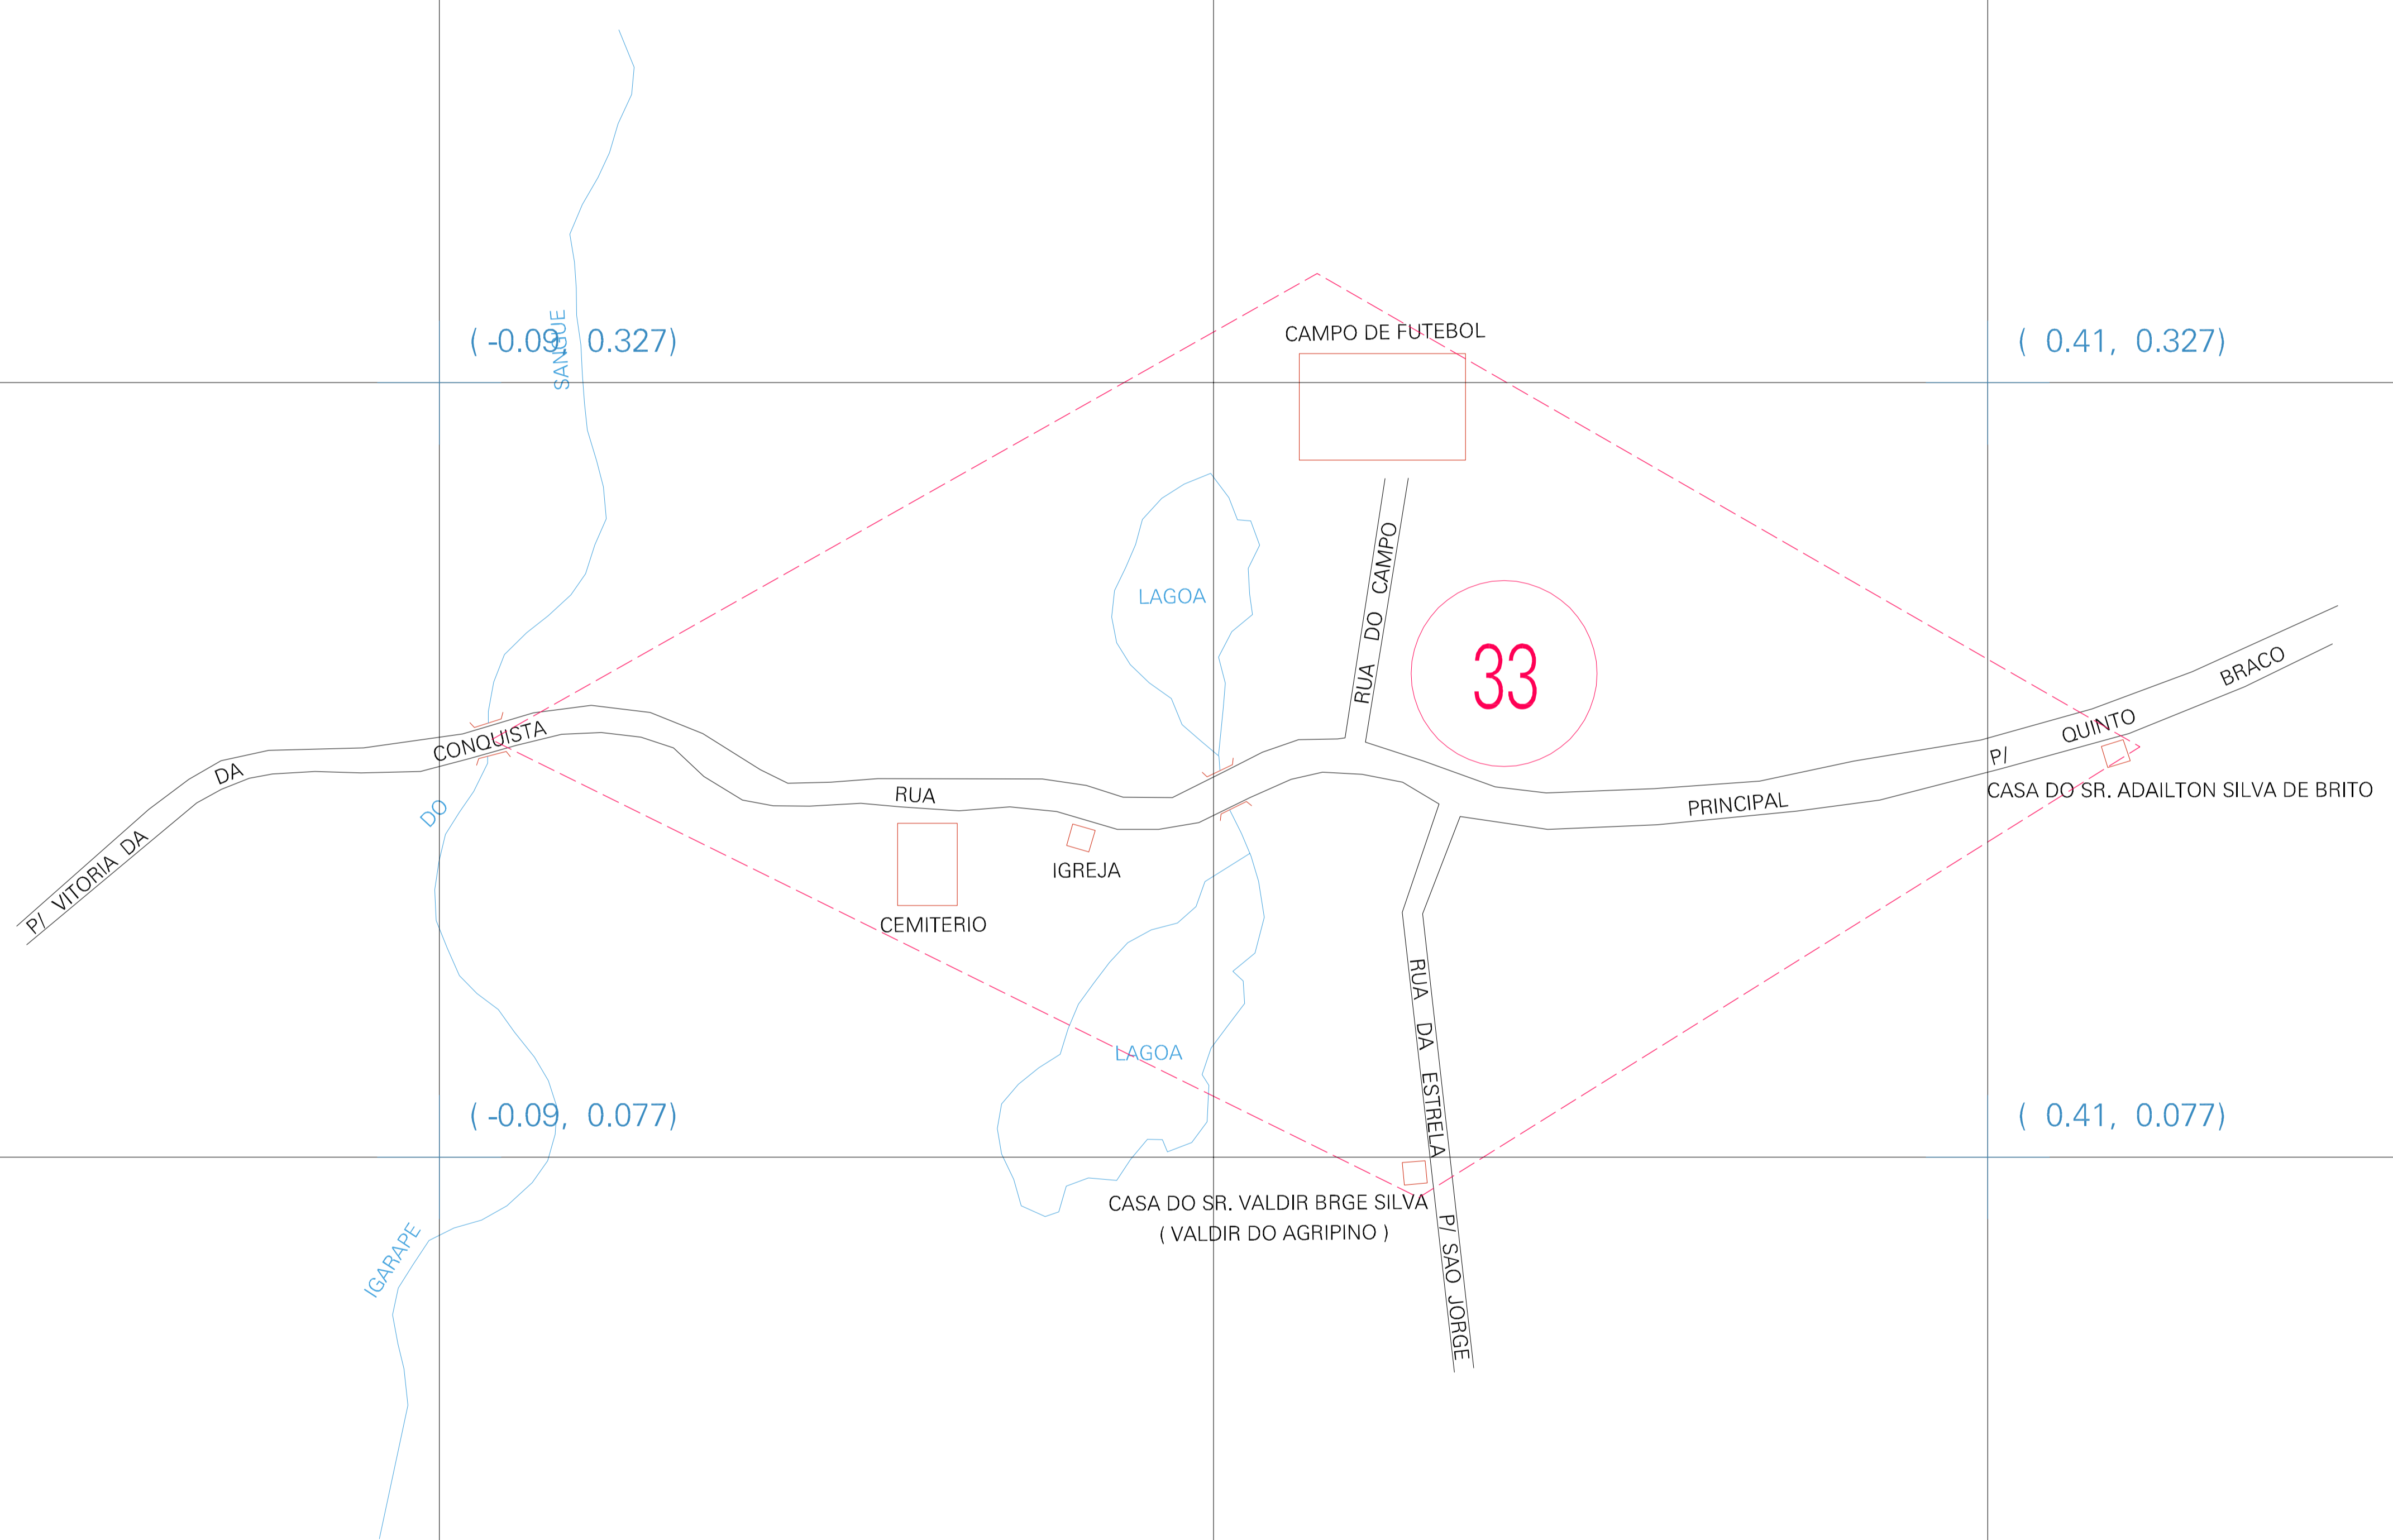 SANGUE
( -0.09, 0.327)
( 0.41, 0.327)
CAMPO DE FUTEBOL
RUA DO CAMPO
LAGOA
33
P/ VITORIA DA
DA
CONQUISTA
DO
RUA
PRINCIPAL
P/
QUINTO
BRACO
CASA DO SR. ADAILTON SILVA DE BRITO
IGREJA
CEMITERIO
LAGOA
RUA DA ESTRELA
( -0.09, 0.077)
( 0.41, 0.077)
CASA DO SR. VALDIR BRGE SILVA
( VALDIR DO AGRIPINO )
IGARAPE
P/ SAO JORGE